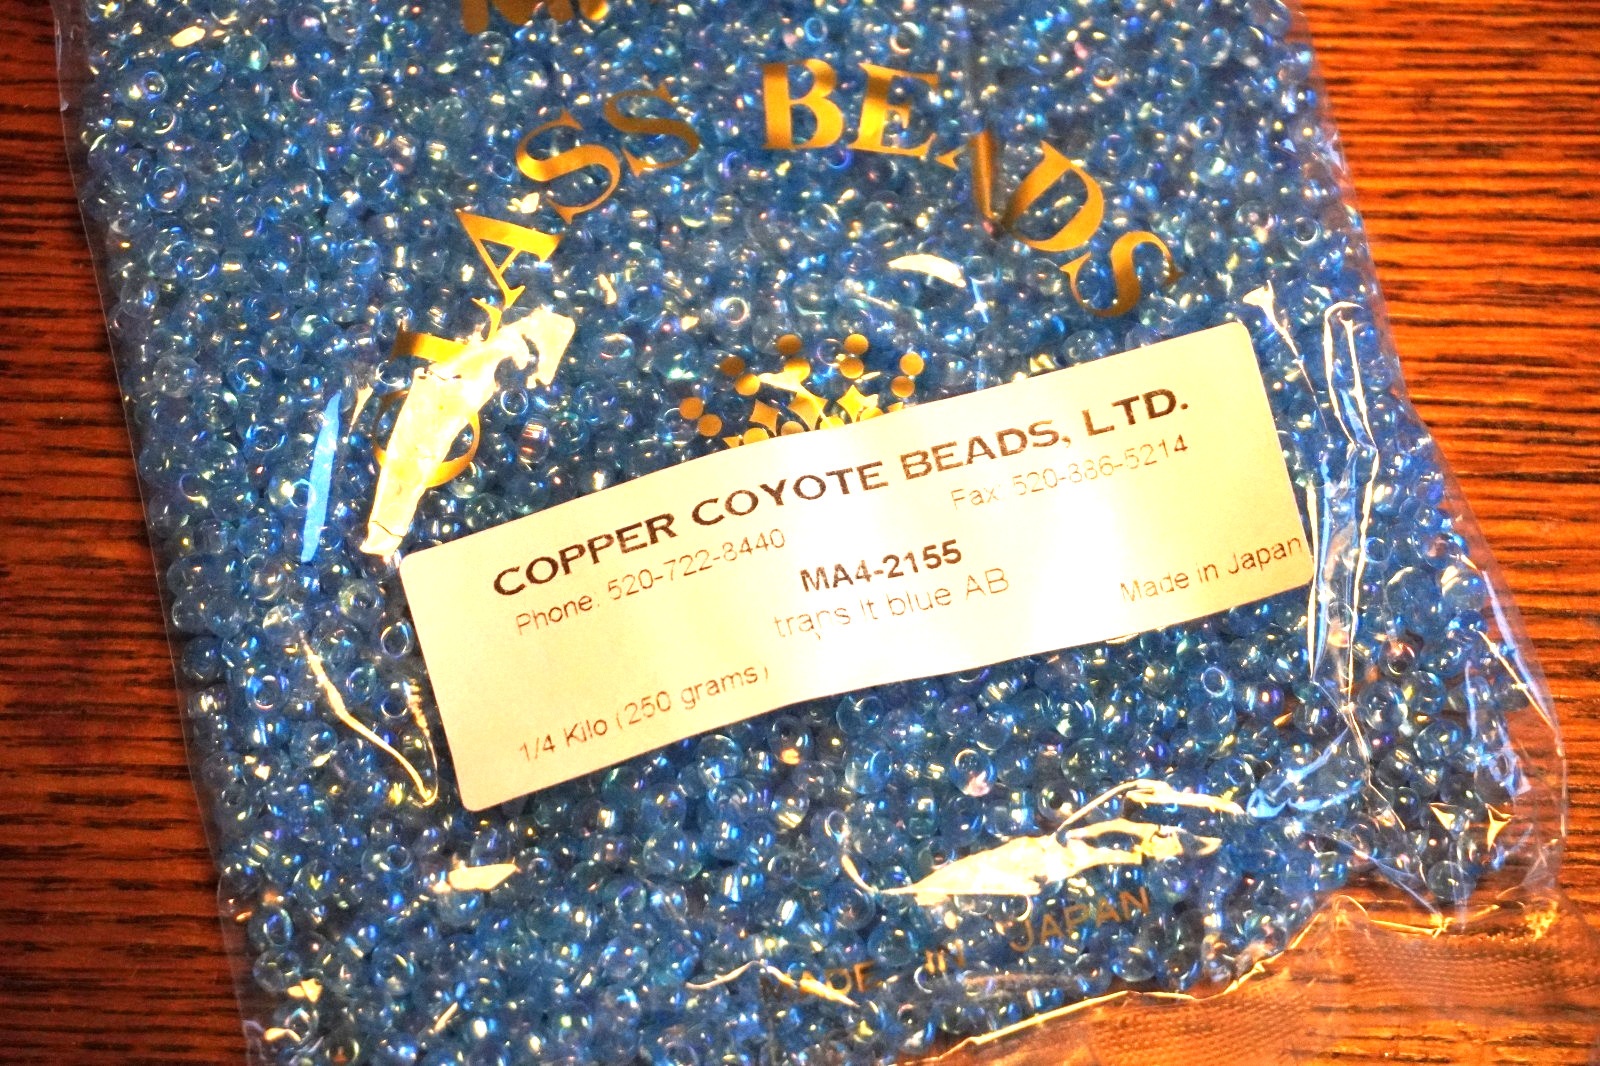 GLASS BEADS
COPPER COYOTE BEADS, LTD.
Phone: 520-722-8440 Fax: 520-886-5214
MA4-2155
trans lt blue AB
Made in Japan
1/4 Kilo (250 grams)
MADE IN JAPAN